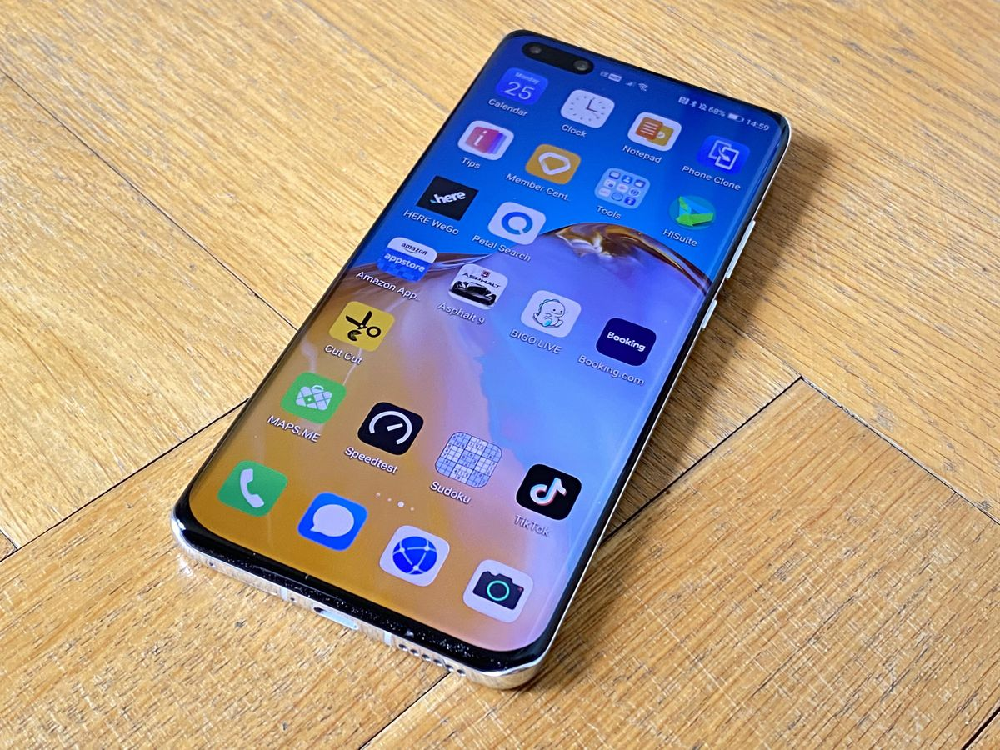 68% 14:59
Monday
25
Calendar
Clock
Notepad
Phone Clone
i
Tips
Member Cent..
Tools
HiSuite
here
HERE WeGo
Petal Search
amazon
appstore
Amazon App..
ASPHALT
Asphalt 9
BIGO LIVE
Booking
Booking.com
Cut Cut
MAPS.ME
Speedtest
Sudoku
TikTok